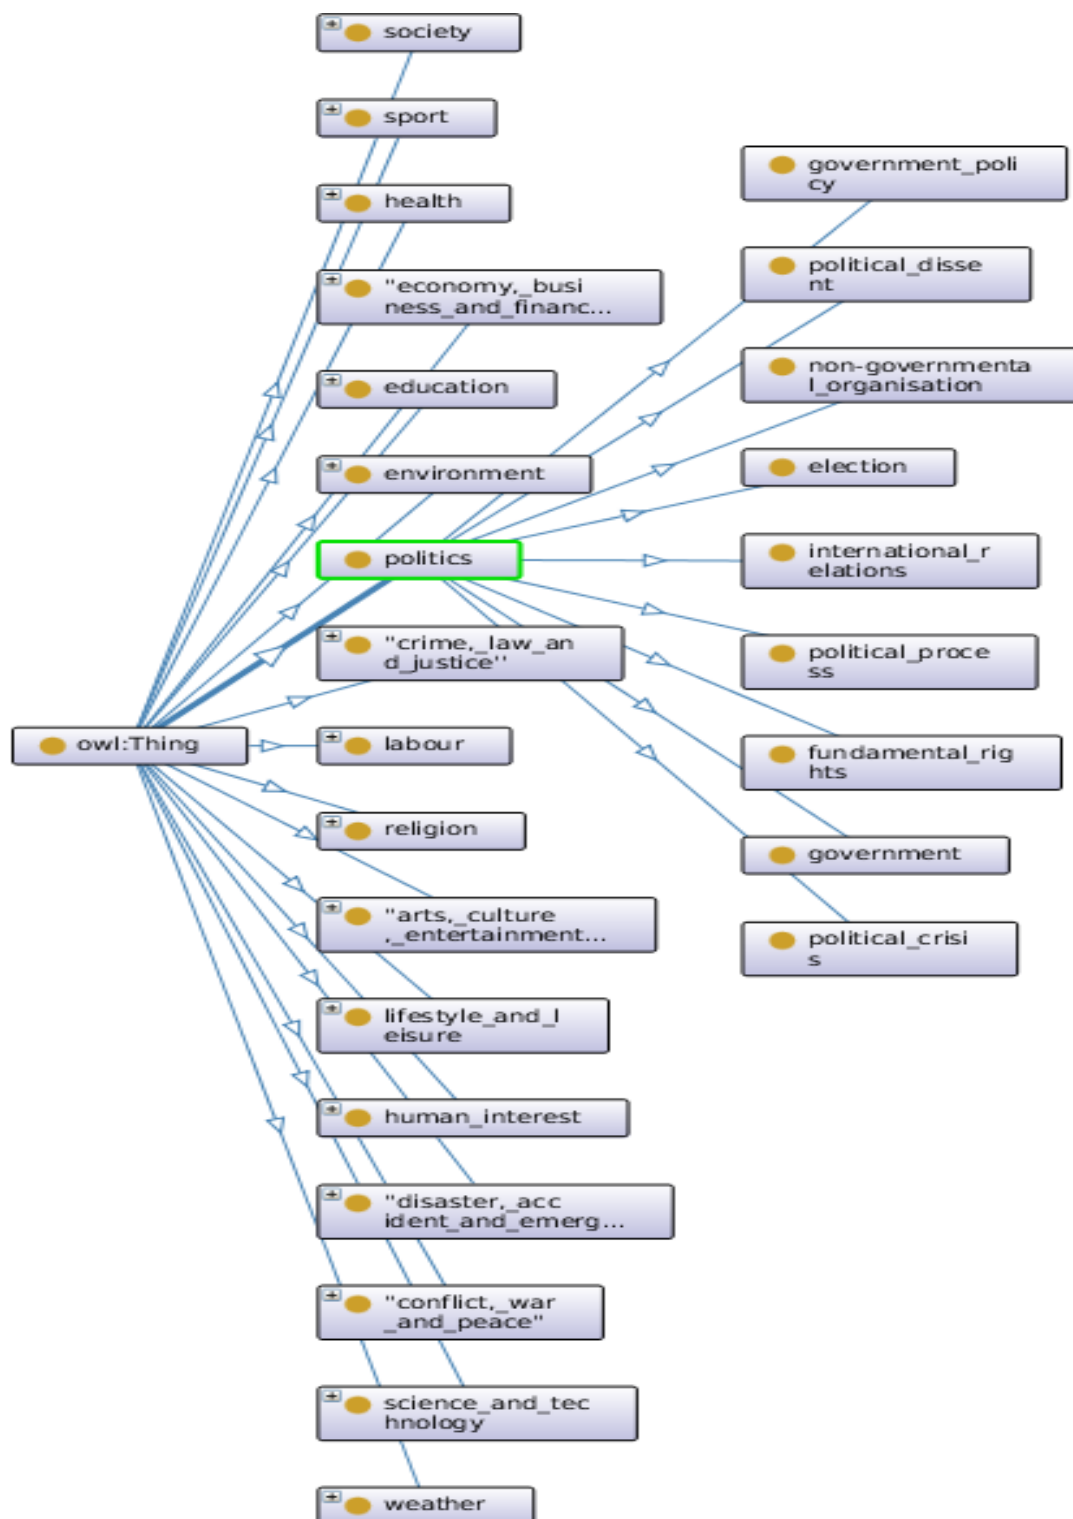 society
sport
health
"economy,_busi
ness_and_financ...
education
environment
politics
"crime,_law_an
d_justice"
owl:Thing
labour
religion
"arts,_culture
,_entertainment...
lifestyle_and_l
eisure
human_interest
"disaster,_acc
ident_and_emerg...
"conflict,_war
_and_peace"
science_and_tec
hnology
weather
government_poli
cy
political_disse
nt
non-governmenta
l_organisation
election
international_r
elations
political_proce
ss
fundamental_rig
hts
government
political_crisi
s